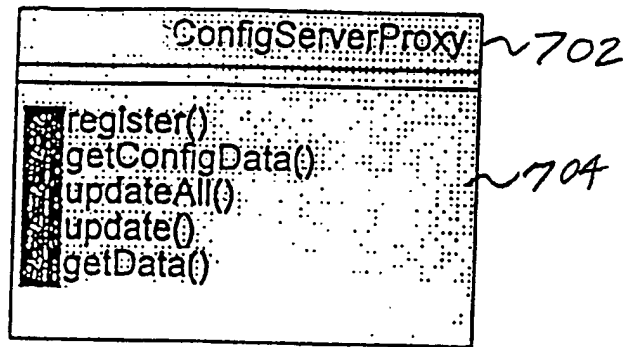 ConfigServerProxy 702
register()
getConfigData()
704
updateAll()
update()
getData()